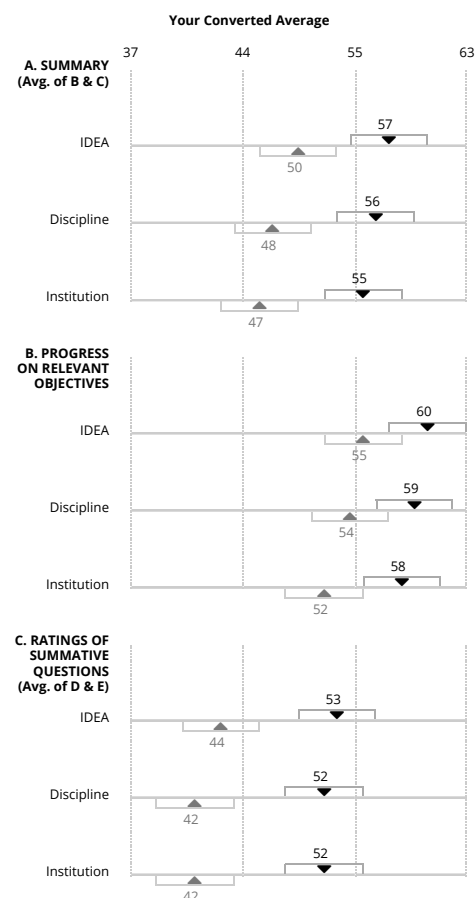 Your Converted Average
37 44 55 63
A. SUMMARY
(Avg. of B & C)
57
IDEA
50
56
Discipline
48
55
Institution
47
B. PROGRESS
ON RELEVANT
OBJECTIVES
60
IDEA
55
59
Discipline
54
58
Institution
52
C. RATINGS OF
SUMMATIVE
QUESTIONS
(Avg. of D & E)
53
IDEA
44
52
Discipline
42
52
Institution
42